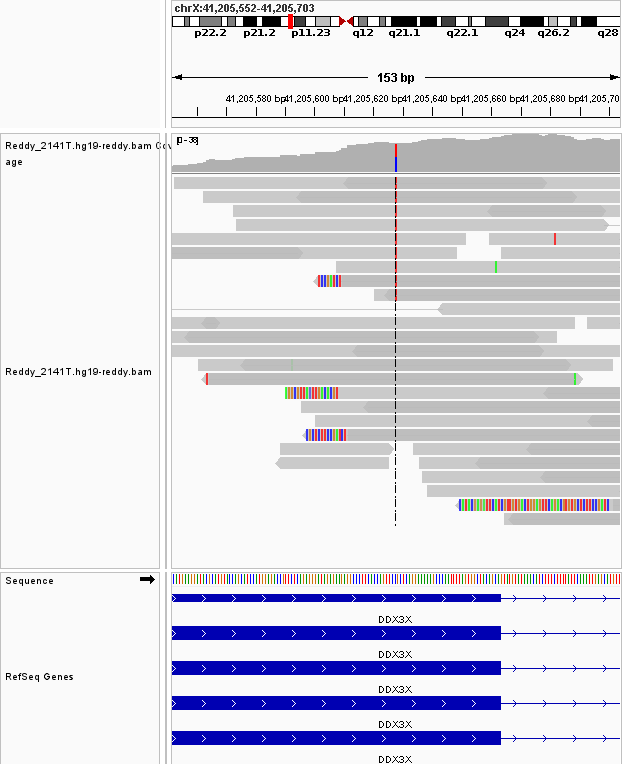 chrX:41,205,552-41,205,703
p22.2 p21.2 p11.23 q12 q21.1 q22.1 q24 q26.2 q28
153 bp
41,205,580 bp 41,205,600 bp 41,205,620 bp 41,205,640 bp 41,205,660 bp 41,205,680 bp 41,205,70
[0-38]
Reddy_2141T.hg19-reddy.bam Cov
age
Reddy_2141T.hg19-reddy.bam
Sequence
DDX3X
DDX3X
RefSeq Genes
DDX3X
DDX3X
DDX3X